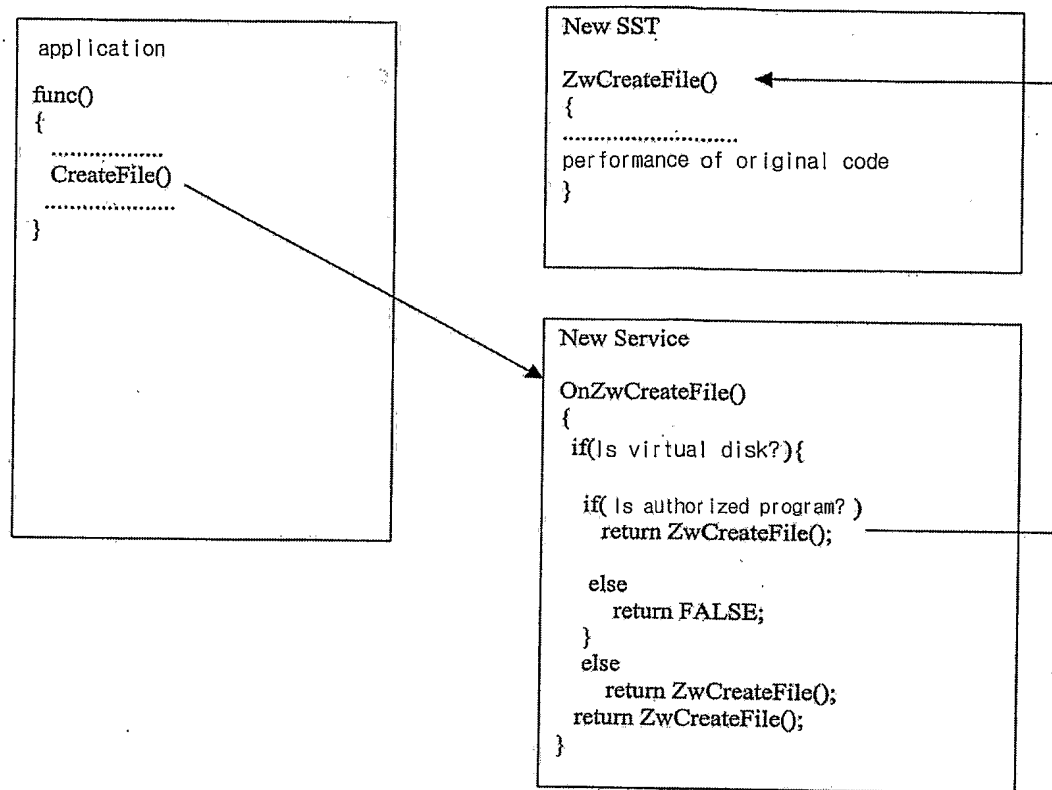 application
func()
{
....................
CreateFile()
.......................
}
New SST
ZwCreateFile()
{
...............................
performance of original code
}
New Service
OnZwCreateFile()
{
if(Is virtual disk?){
if( Is authorized program? )
return ZwCreateFile();
else
return FALSE;
}
else
return ZwCreateFile();
return ZwCreateFile();
}